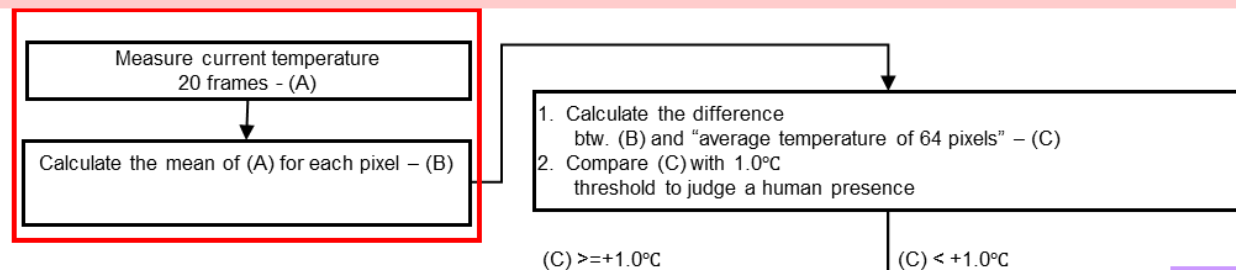 Measure current temperature
20 frames - (A)
Calculate the mean of (A) for each pixel – (B)
1. Calculate the difference
btw. (B) and “average temperature of 64 pixels” – (C)
2. Compare (C) with 1.0℃
threshold to judge a human presence
(C) >=+1.0℃
(C) < +1.0℃